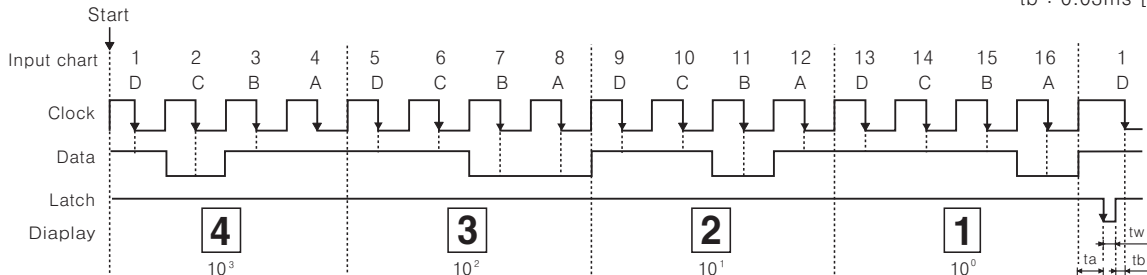 tb : 0.05ms [
Start
Input chart 1 2 3 4 5 6 7 8 9 10 11 12 13 14 15 16 1
D C B A D C B A D C B A D C B A D
Clock
Data
Latch
Diaplay 4 3 2 1 tw
10³ 10² 10¹ 10⁰ ta tb